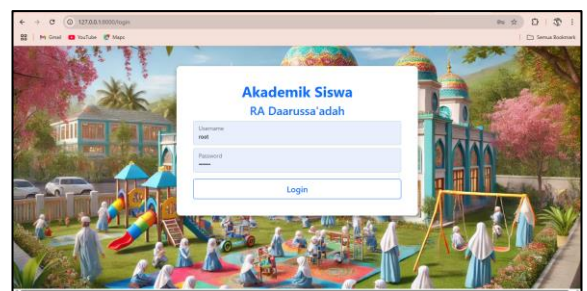 127.0.0.1:8000/login
Gmail YouTube Maps Semua Bookmark
Akademik Siswa
RA Daarussa'adah
Username
root
Password
Login